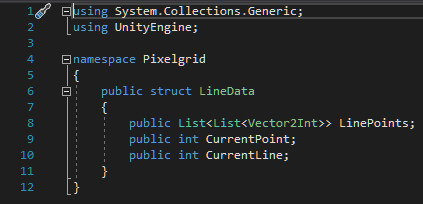 1 using System.Collections.Generic;
2 using UnityEngine;
3
4 namespace Pixelgrid
5 {
6     public struct LineData
7     {
8         public List<List<Vector2Int>> LinePoints;
9         public int CurrentPoint;
10         public int CurrentLine;
11     }
12 }